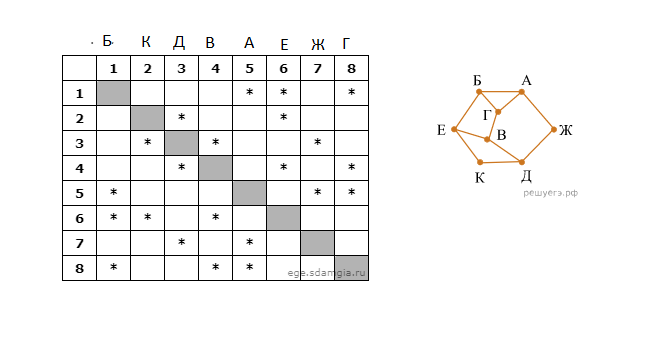 Б К Д В А Е Ж Г
1 2 3 4 5 6 7 8
1 * * *
2 * *
3 * * *
4 * * *
5 * * *
6 * * *
7 * *
8 * * *
ege.sdamgia.ru
Б А
Г
Е В Ж
К Д
решуегэ.рф